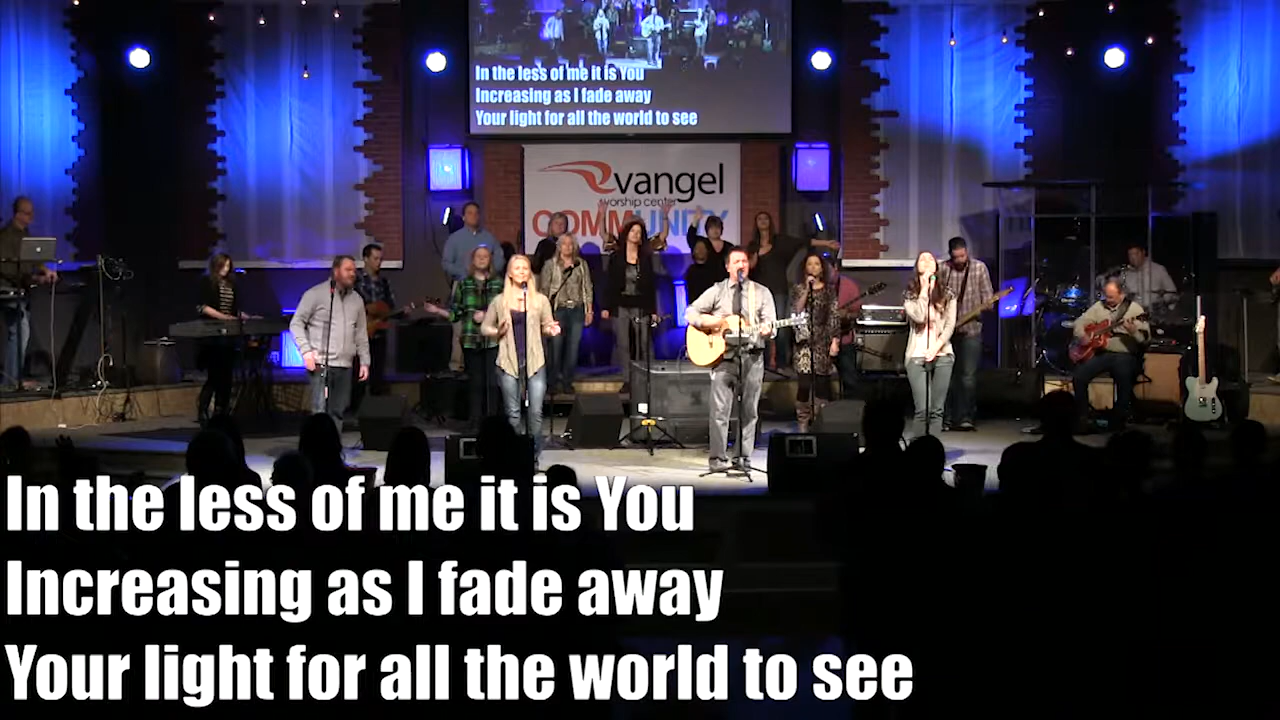 In the less of me it is You
Increasing as I fade away
Your light for all the world to see
evangel
worship center
COMMUNITY
In the less of me it is You
Increasing as I fade away
Your light for all the world to see